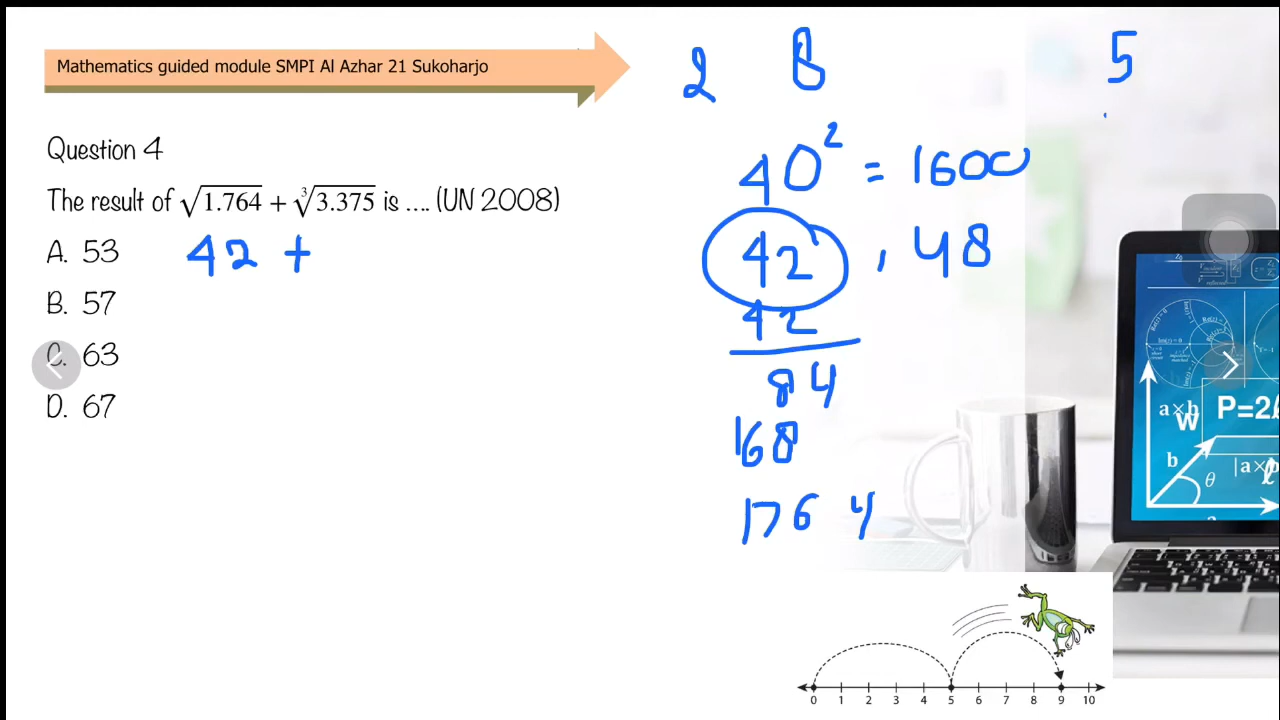 Mathematics guided module SMPI Al Azhar 21 Sukoharjo
Question 4
The result of √1.764 + ∛3.375 is .... (UN 2008)
A. 53
B. 57
C. 63
D. 67
42 +
2 8 5
40² = 1600
42 , 48
42
84
168
1764
a×b
W
P=2
b
θ
|a×
ℓ
0 1 2 3 4 5 6 7 8 9 10